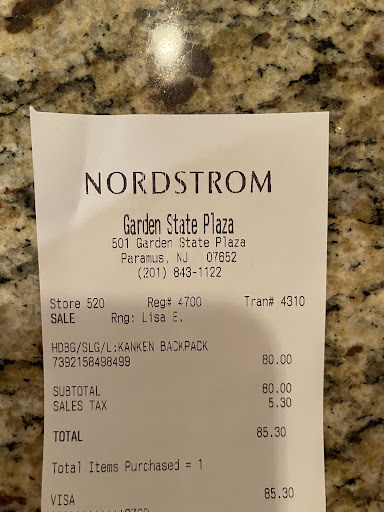 NORDSTROM
Garden State Plaza
501 Garden State Plaza
Paramus, NJ 07652
(201) 843-1122
Store 520 Reg# 4700 Tran# 4310
SALE Rng: Lisa E.
HDBG/SLG/L:KANKEN BACKPACK
7392158498499 80.00
SUBTOTAL 80.00
SALES TAX 5.30
TOTAL 85.30
Total Items Purchased = 1
VISA 85.30